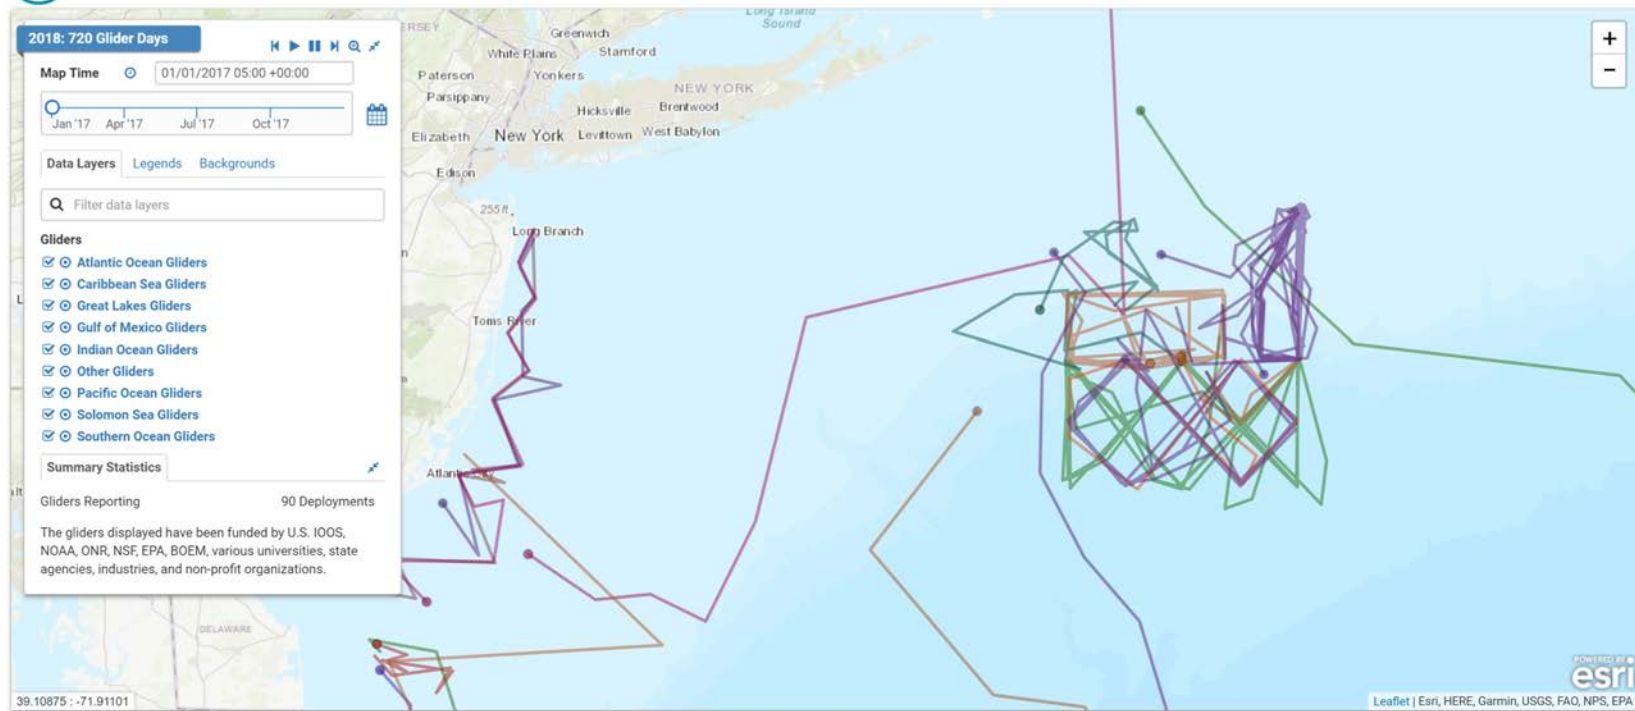 2018: 720 Glider Days
Map Time 01/01/2017 05:00 +00:00
Jan '17 Apr '17 Jul '17 Oct '17
Data Layers Legends Backgrounds
Filter data layers
Gliders
Atlantic Ocean Gliders
Caribbean Sea Gliders
Great Lakes Gliders
Gulf of Mexico Gliders
Indian Ocean Gliders
Other Gliders
Pacific Ocean Gliders
Solomon Sea Gliders
Southern Ocean Gliders
Summary Statistics
Gliders Reporting 90 Deployments
The gliders displayed have been funded by U.S. IOOS,
NOAA, ONR, NSF, EPA, BOEM, various universities, state
agencies, industries, and non-profit organizations.
39.10875 : -71.91101
ERSEY
Long Island
Sound
Greenwich
White Plains Stamford
Paterson Yonkers
Parsippany
NEW YORK
Hicksville Brentwood
Elizabeth New York Levittown West Babylon
Edison
255 ft
Long Branch
Toms River
Atlantic City
DELAWARE
+
−
POWERED BY
esri
Leaflet | Esri, HERE, Garmin, USGS, FAO, NPS, EPA